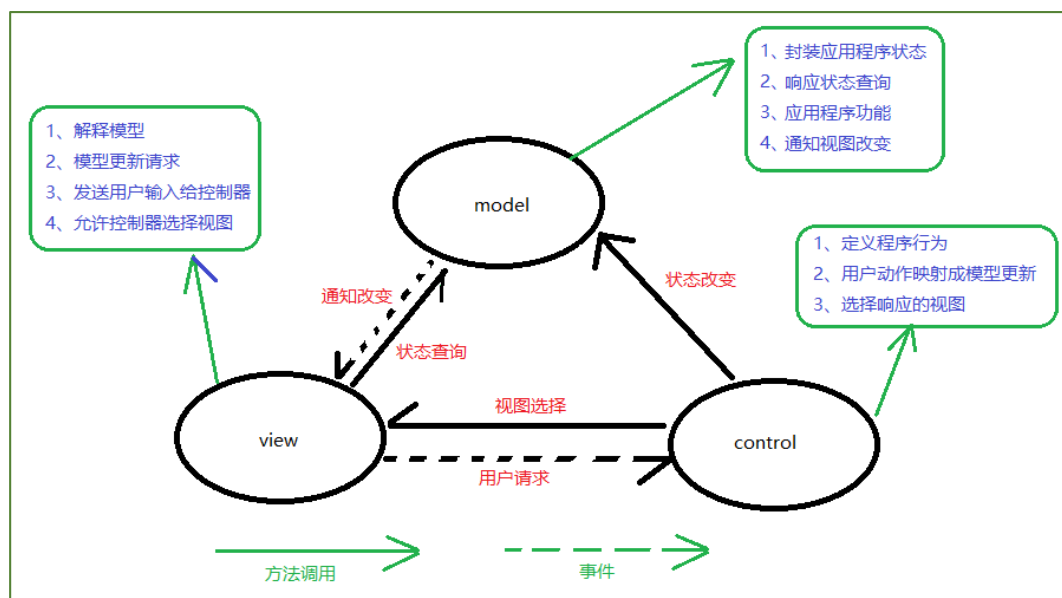 1、封装应用程序状态
2、响应状态查询
3、应用程序功能
4、通知视图改变
1、解释模型
2、模型更新请求
3、发送用户输入给控制器
4、允许控制器选择视图
model
1、定义程序行为
2、用户动作映射成模型更新
3、选择响应的视图
状态改变
通知改变
状态查询
视图选择
view
control
用户请求
方法调用
事件